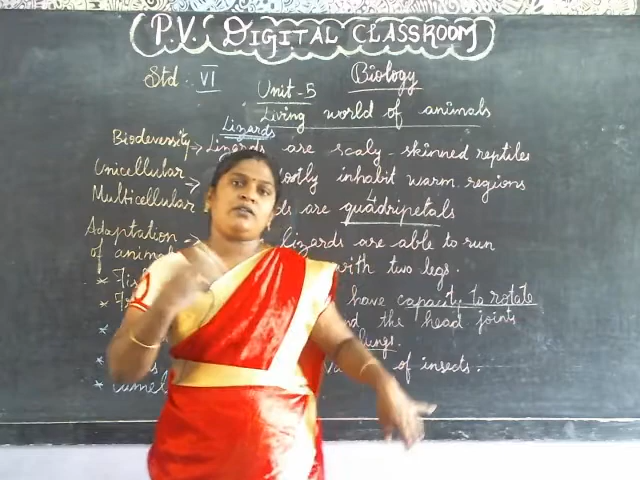 P.V. DIGITAL CLASSROOM
Std : VI
Unit - 5
Biology
Living world of animals
Lizards
Biodeversity → Lizards are scaly - skinned reptiles
Unicellular
Multicellular
inhabit warm regions
are quadripetals
4
Adaptation → lizards are able to run
of animals
with two legs.
have capacity to rotate
the head joints
lungs.
of insects.